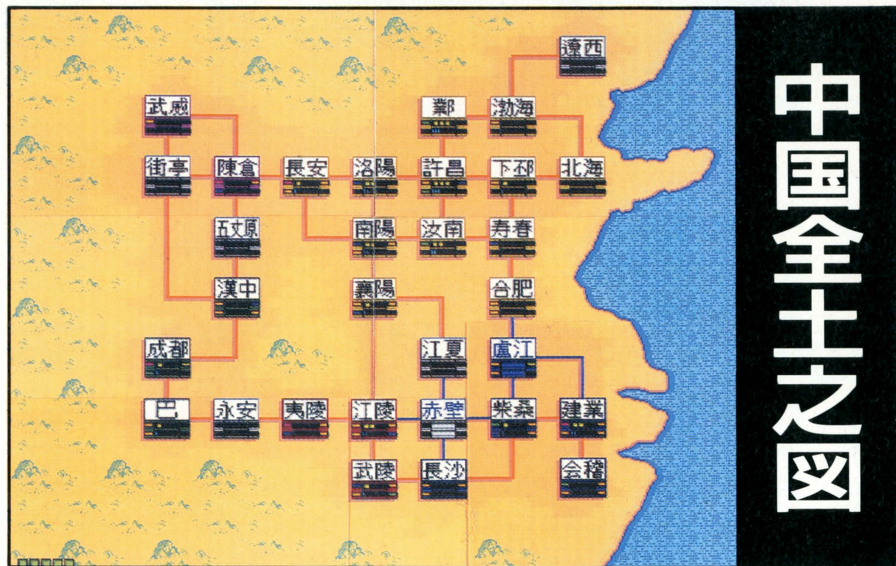 中国全土之図
遼西
武威
鄴
渤海
街亭
陳倉
長安
洛陽
許昌
下邳
北海
五丈原
南陽
汝南
寿春
漢中
襄陽
合肥
成都
江夏
盧江
巴
永安
夷陵
江陵
赤壁
柴桑
建業
武陵
長沙
会稽